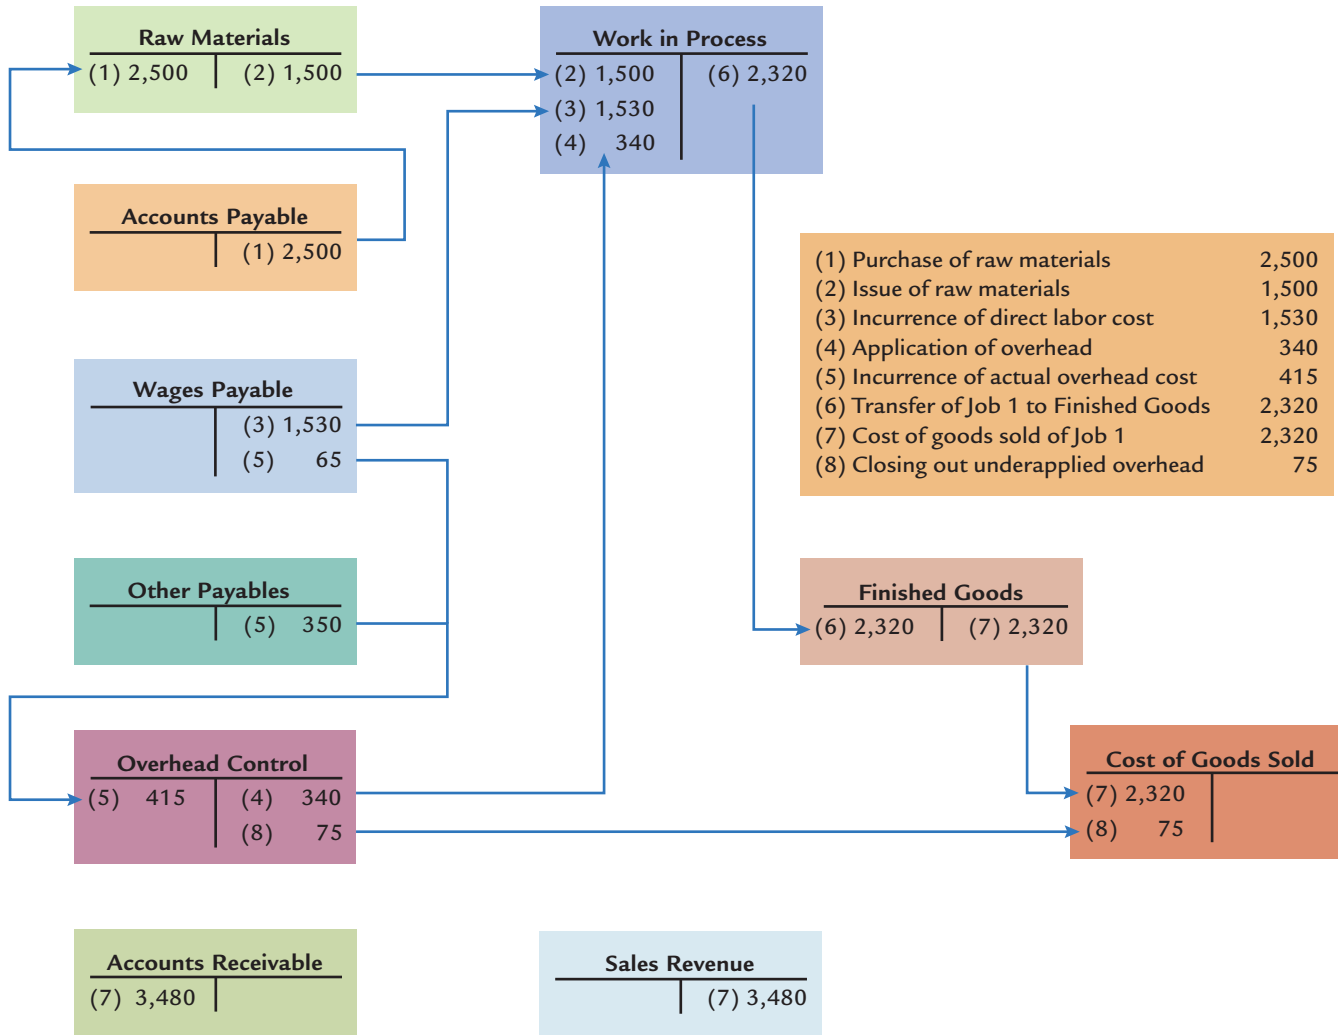 Raw Materials
(1) 2,500 (2) 1,500
Work in Process
(2) 1,500 (6) 2,320
(3) 1,530
(4) 340
Accounts Payable
(1) 2,500
(1) Purchase of raw materials 2,500
(2) Issue of raw materials 1,500
(3) Incurrence of direct labor cost 1,530
(4) Application of overhead 340
(5) Incurrence of actual overhead cost 415
(6) Transfer of Job 1 to Finished Goods 2,320
(7) Cost of goods sold of Job 1 2,320
(8) Closing out underapplied overhead 75
Wages Payable
(3) 1,530
(5) 65
Other Payables
(5) 350
Finished Goods
(6) 2,320 (7) 2,320
Overhead Control
(5) 415 (4) 340
(8) 75
Cost of Goods Sold
(7) 2,320
(8) 75
Accounts Receivable
(7) 3,480
Sales Revenue
(7) 3,480